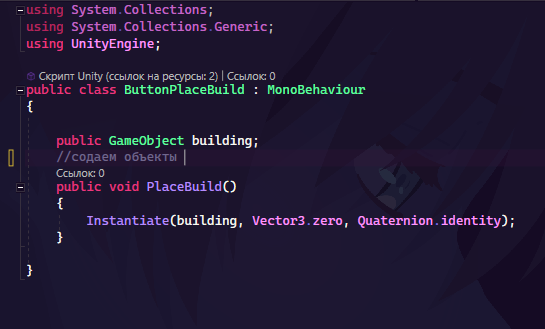 using System.Collections;
using System.Collections.Generic;
using UnityEngine;
Скрипт Unity (ссылок на ресурсы: 2) | Ссылок: 0
public class ButtonPlaceBuild : MonoBehaviour
{
public GameObject building;
//содаем обьекты
Ссылок: 0
public void PlaceBuild()
{
Instantiate(building, Vector3.zero, Quaternion.identity);
}
}